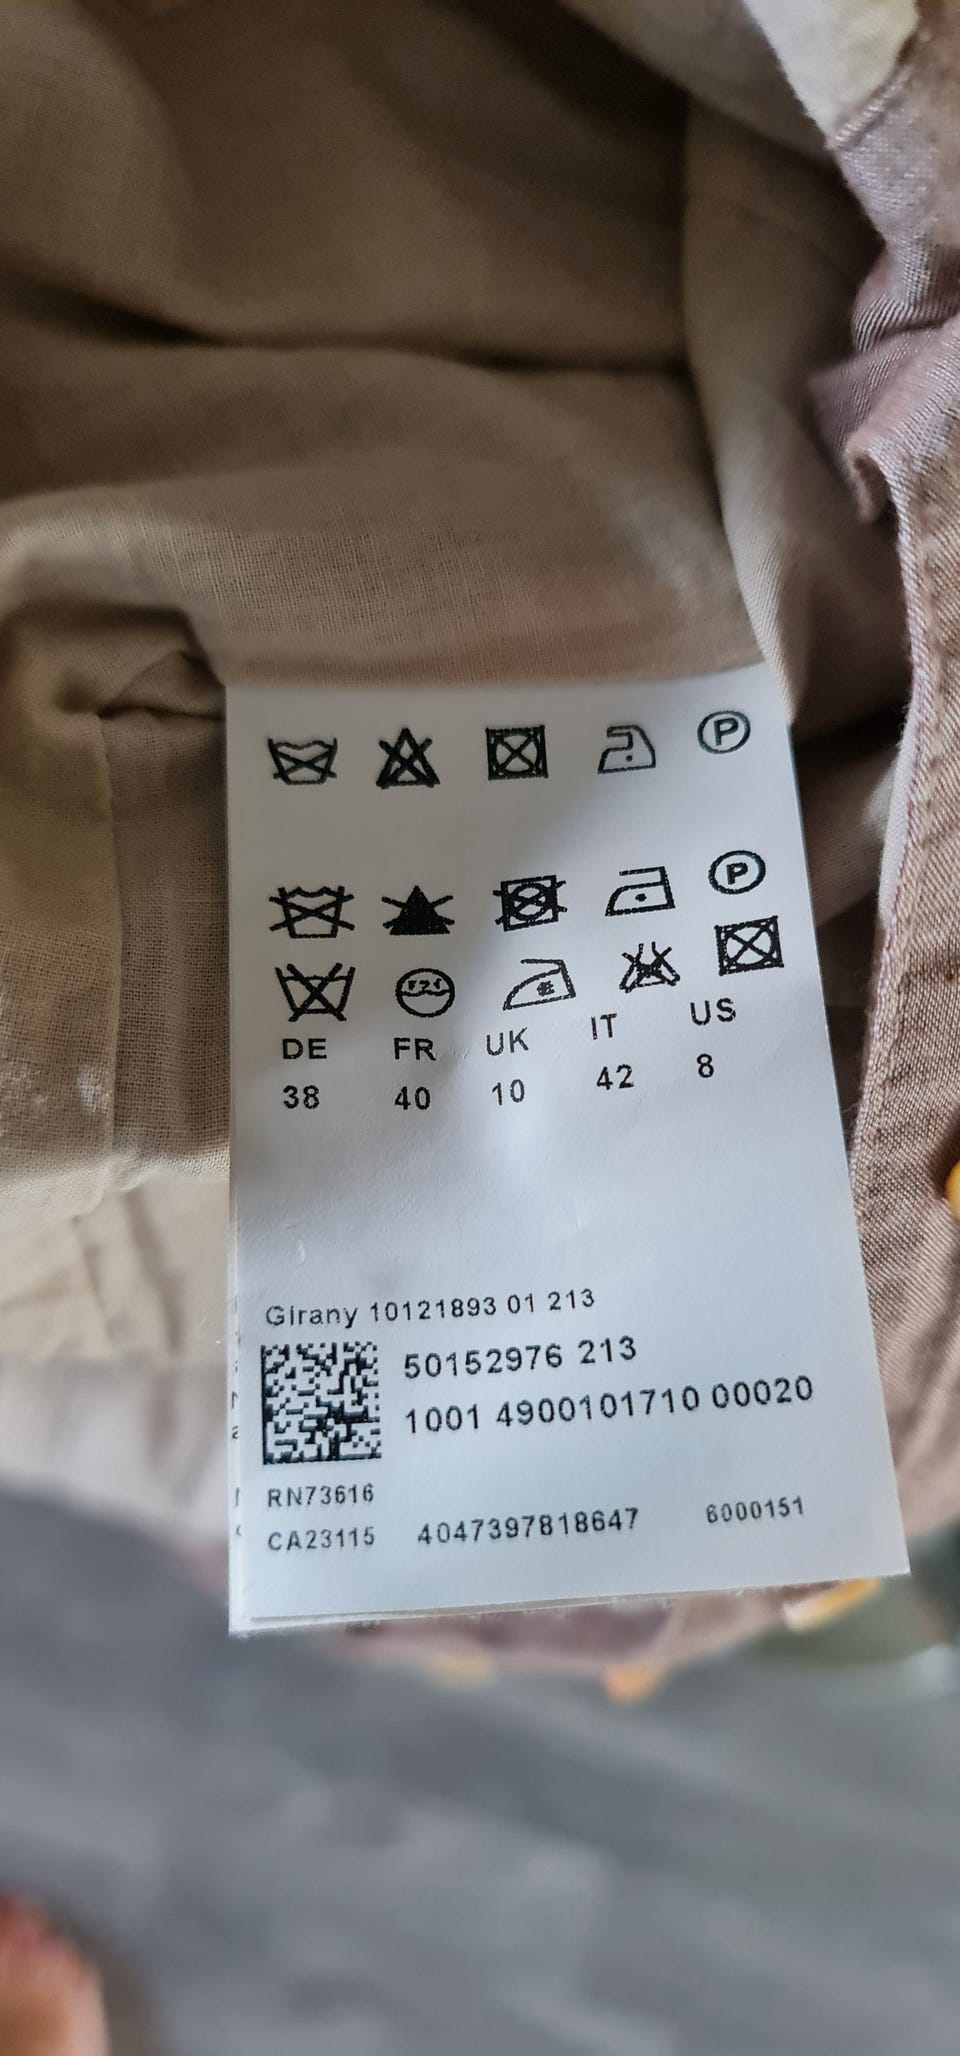 P
P
DE FR UK IT US
38 40 10 42 8
Girany 10121893 01 213
50152976 213
1001 4900101710 00020
RN73616
CA23115 4047397818647 6000151